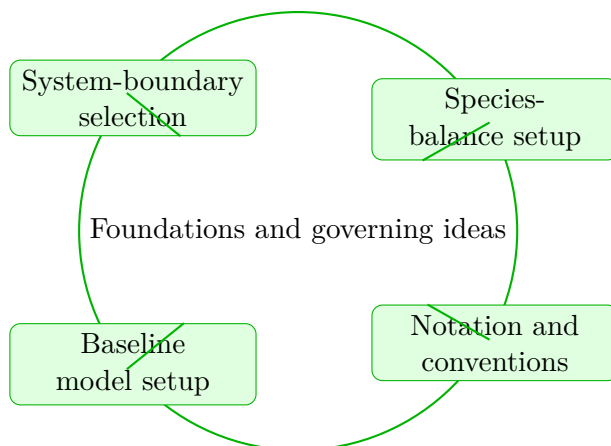 System-boundary
selection
Species-
balance setup
Foundations and governing ideas
Baseline
model setup
Notation and
conventions